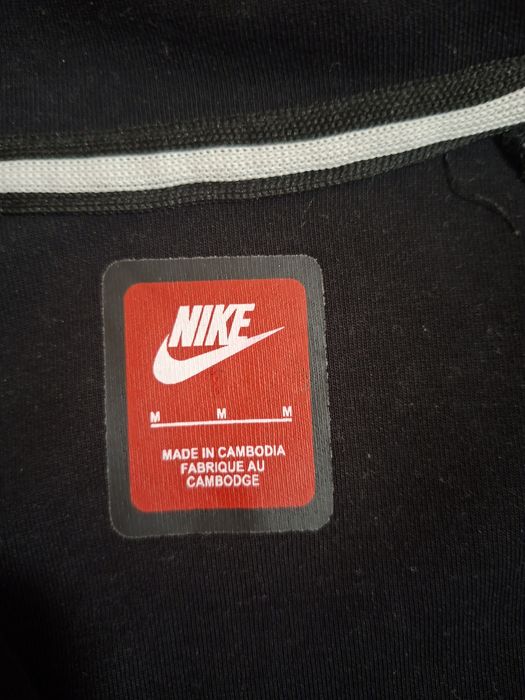 NIKE
M M M
MADE IN CAMBODIA
FABRIQUE AU
CAMBODGE